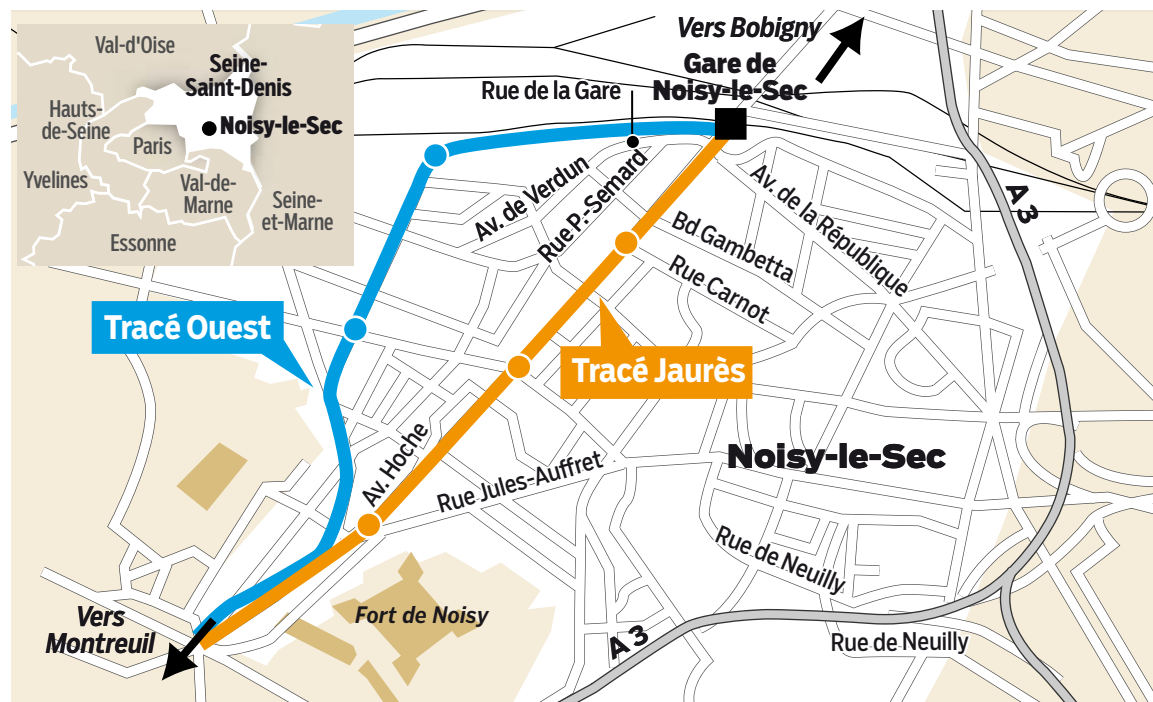 Val-d'Oise
Seine-
Saint-Denis
Hauts-
de-Seine
Noisy-le-Sec
Paris
Yvelines
Val-de-
Marne
Seine-
et-Marne
Essonne
Vers Bobigny
Gare de
Noisy-le-Sec
Rue de la Gare
Av. de Verdun
Rue P.-Semard
Av. de la République
A 3
Bd Gambetta
Rue Carnot
Tracé Ouest
Tracé Jaurès
Av. Hoche
Rue Jules-Auffret
Noisy-le-Sec
Rue de Neuilly
Vers
Montreuil
Fort de Noisy
A 3
Rue de Neuilly